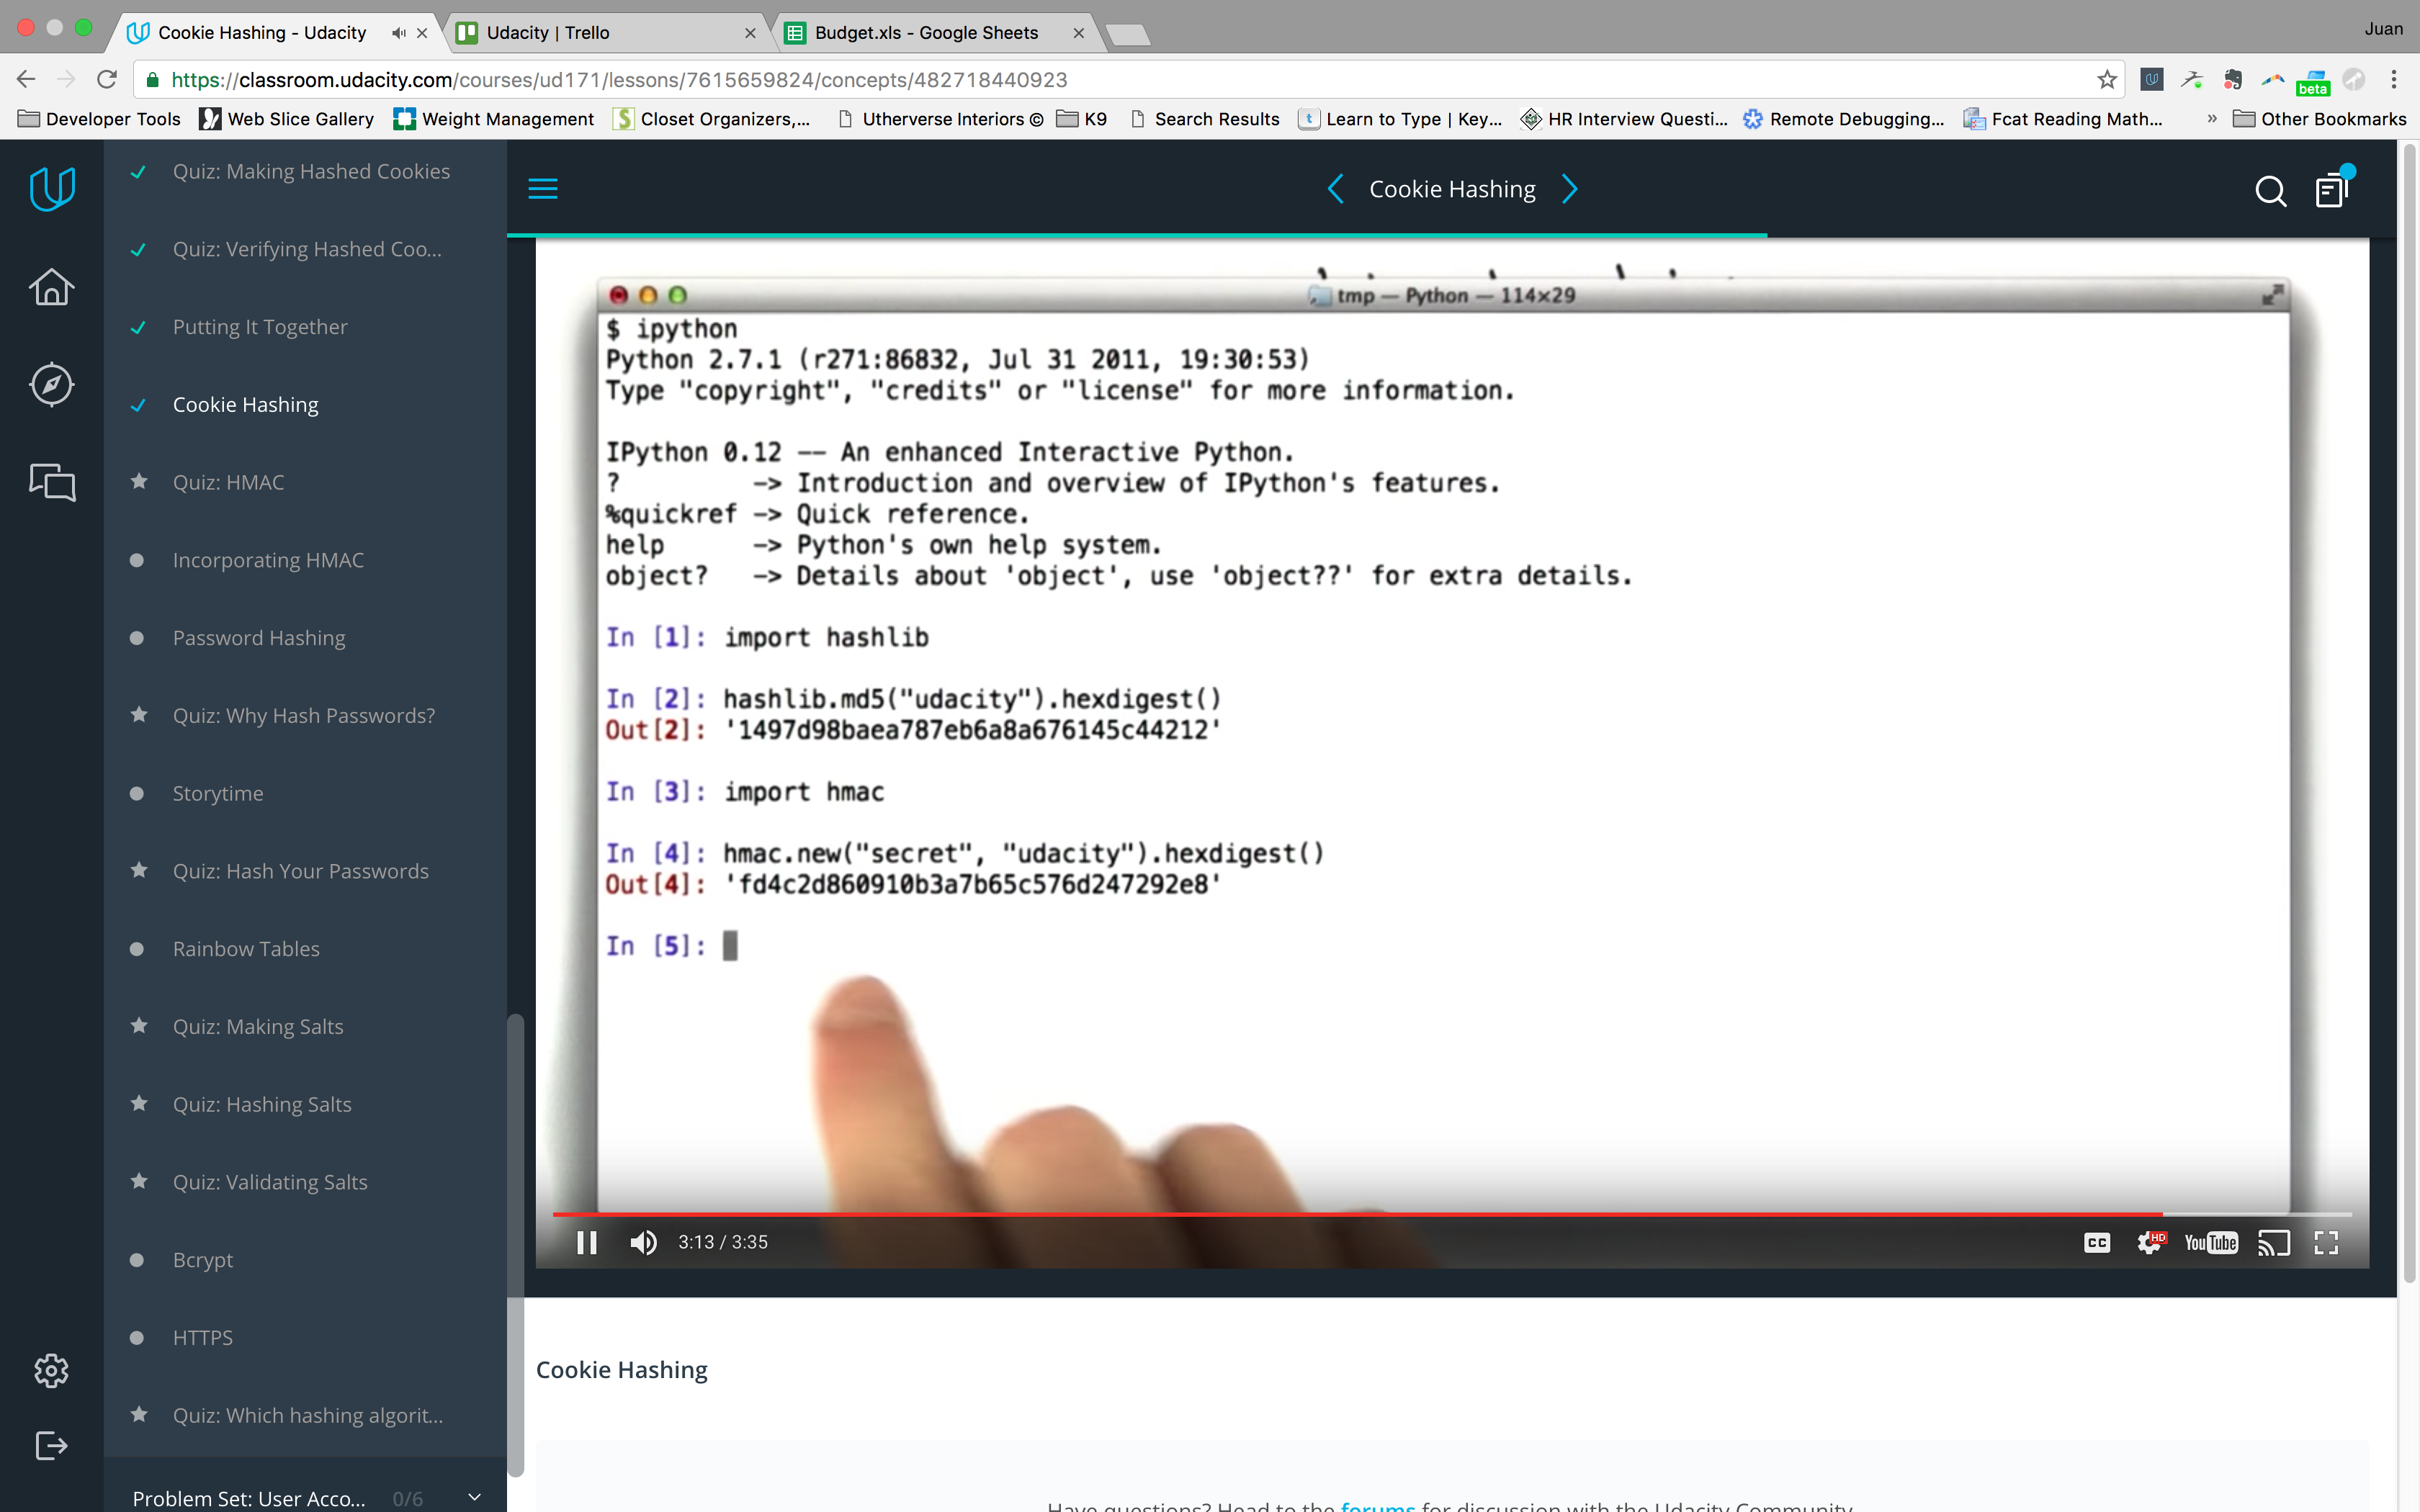 Cookie Hashing - Udacity
Udacity | Trello
Budget.xls - Google Sheets
Juan
https://classroom.udacity.com/courses/ud171/lessons/7615659824/concepts/482718440923
beta
Developer Tools
Web Slice Gallery
Weight Management
Closet Organizers,...
Utherverse Interiors ©
K9
Search Results
Learn to Type | Key...
HR Interview Questi...
Remote Debugging...
Fcat Reading Math...
»
Other Bookmarks
Quiz: Making Hashed Cookies
Quiz: Verifying Hashed Coo...
Putting It Together
Cookie Hashing
Quiz: HMAC
Incorporating HMAC
Password Hashing
Quiz: Why Hash Passwords?
Storytime
Quiz: Hash Your Passwords
Rainbow Tables
Quiz: Making Salts
Quiz: Hashing Salts
Quiz: Validating Salts
Bcrypt
HTTPS
Quiz: Which hashing algorit...
Problem Set: User Acco... 0/6
Cookie Hashing
tmp — Python — 114×29
$ ipython
Python 2.7.1 (r271:86832, Jul 31 2011, 19:30:53)
Type "copyright", "credits" or "license" for more information.
IPython 0.12 -- An enhanced Interactive Python.
? -> Introduction and overview of IPython's features.
%quickref -> Quick reference.
help -> Python's own help system.
object? -> Details about 'object', use 'object??' for extra details.
In [1]: import hashlib
In [2]: hashlib.md5("udacity").hexdigest()
Out[2]: '1497d98baea787eb6a8a676145c44212'
In [3]: import hmac
In [4]: hmac.new("secret", "udacity").hexdigest()
Out[4]: 'fd4c2d860910b3a7b65c576d247292e8'
In [5]:
3:13 / 3:35
CC
HD
YouTube
Cookie Hashing
Have questions? Head to the forums for discussion with the Udacity Community.